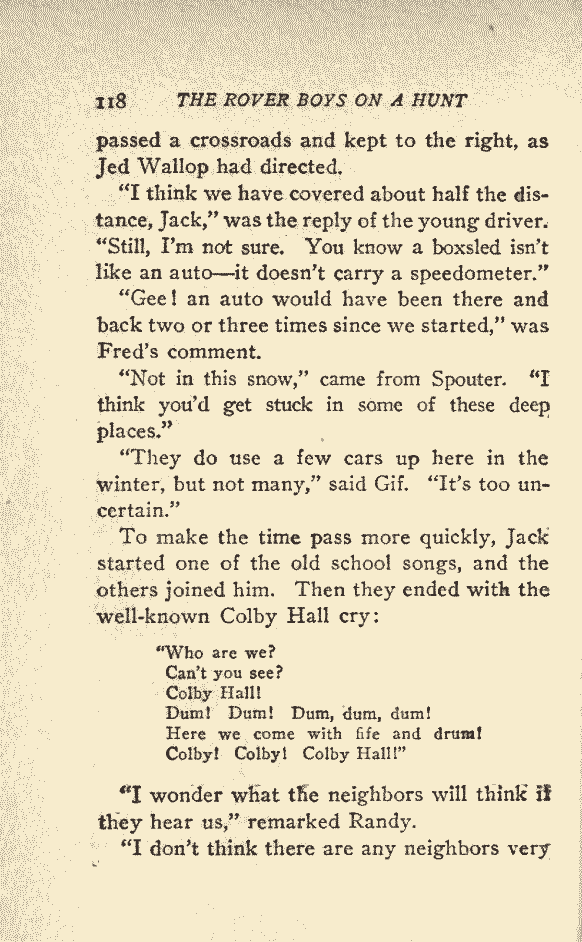 118 THE ROVER BOYS ON A HUNT
passed a crossroads and kept to the right, as
Jed Wallop had directed.
“I think we have covered about half the dis-
tance, Jack,” was the reply of the young driver.
“Still, I’m not sure. You know a boxsled isn’t
like an auto—it doesn’t carry a speedometer.”
“Gee! an auto would have been there and
back two or three times since we started,” was
Fred’s comment.
“Not in this snow,” came from Spouter. “I
think you’d get stuck in some of these deep
places.”
“They do use a few cars up here in the
winter, but not many,” said Gif. “It’s too un-
certain.”
To make the time pass more quickly, Jack
started one of the old school songs, and the
others joined him. Then they ended with the
well-known Colby Hall cry:
“Who are we?
Can’t you see?
Colby Hall!
Dum! Dum! Dum, dum, dum!
Here we come with fife and drum!
Colby! Colby! Colby Hall!”
“I wonder what the neighbors will think if
they hear us,” remarked Randy.
“I don’t think there are any neighbors very